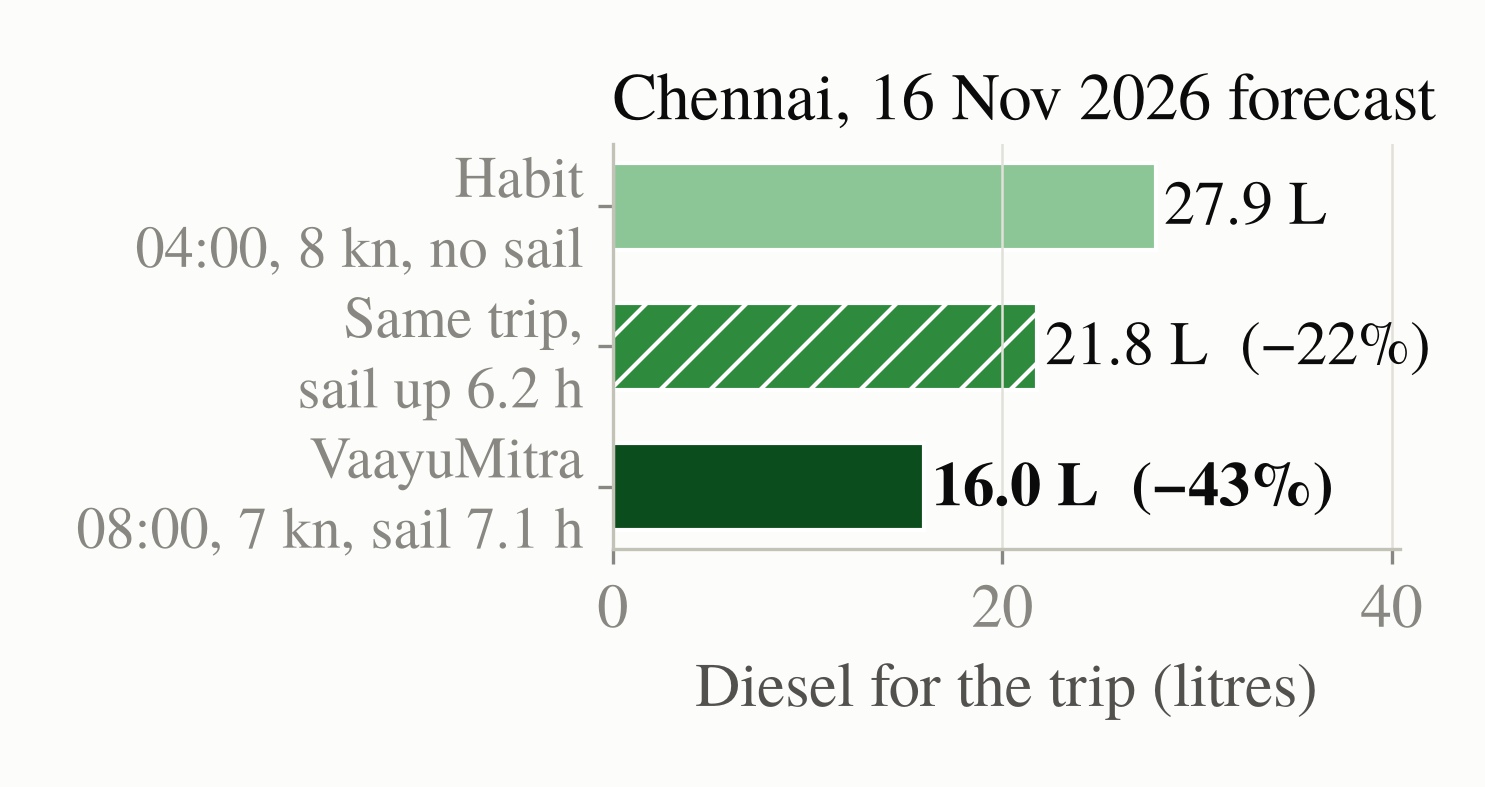 Chennai, 16 Nov 2026 forecast
Habit
04:00, 8 kn, no sail
27.9 L
Same trip,
sail up 6.2 h
21.8 L (−22%)
VaayuMitra
08:00, 7 kn, sail 7.1 h
16.0 L (−43%)
0 20 40
Diesel for the trip (litres)